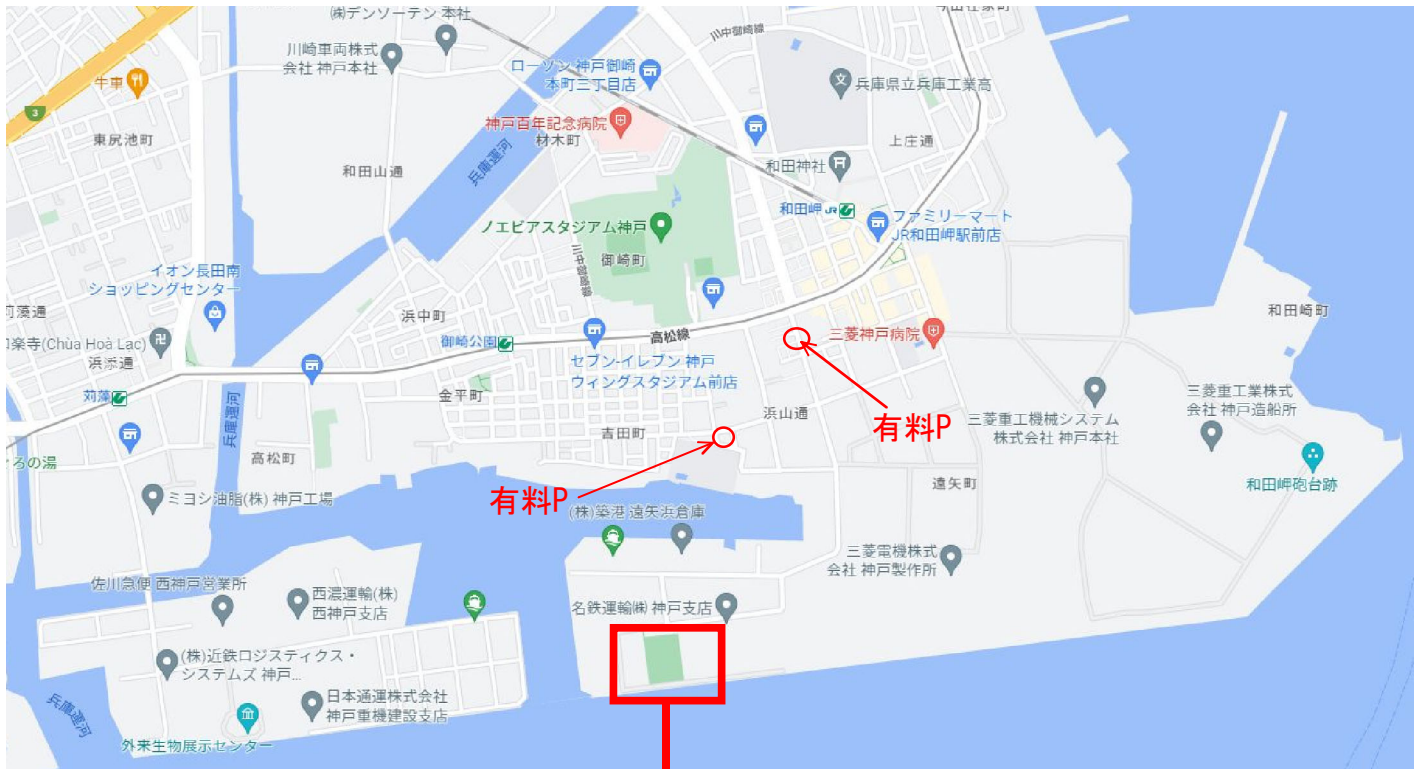 (株)デンソーテン 本社
川崎車両株式
会社 神戸本社
牛車
3
東尻池町
ローソン 神戸御崎
本町三丁目店
川中御崎線
兵庫県立兵庫工業高
神戸百年記念病院
材木町
上庄通
和田山通
兵庫運河
和田神社
和田岬
JR
ファミリーマート
JR和田岬駅前店
ノエビアスタジアム神戸
御崎町
川中御崎線
イオン長田南
ショッピングセンター
浜中町
和田崎町
高松線
御崎公園
三菱神戸病院
(Chùa Hoà Lạc)
浜添通
セブン-イレブン 神戸
ウィングスタジアム前店
苅藻
金平町
浜山通
有料P
三菱重工機械システム
株式会社 神戸本社
三菱重工業株式
会社 神戸造船所
兵庫運河
吉田町
高松町
ろの湯
遠矢町
和田岬砲台跡
ミヨシ油脂(株) 神戸工場
有料P
(株)築港 遠矢浜倉庫
三菱電機株式
会社 神戸製作所
佐川急便 西神戸営業所
西濃運輸(株)
西神戸支店
名鉄運輸㈱ 神戸支店
(株)近鉄ロジスティクス・
システムズ 神戸...
日本通運株式会社
神戸重機建設支店
兵庫運河
外来生物展示センター